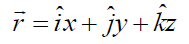 r⃗ = îx + ĵy + k̂z